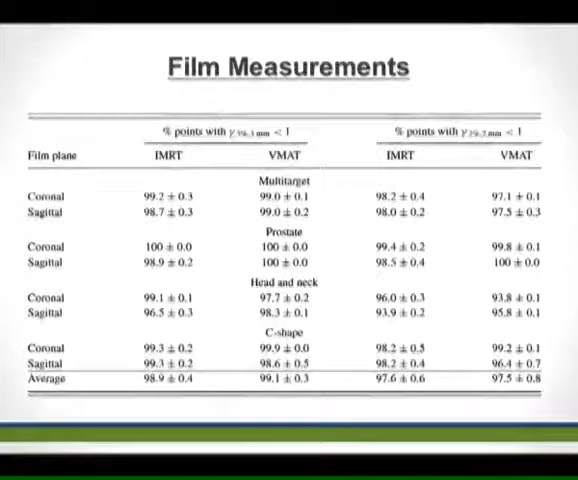 Film Measurements
% points with γ < 1 % points with γ < 1
Film plane IMRT VMAT IMRT VMAT
Multitarget
Coronal 99.2 ± 0.3 99.0 ± 0.1 98.2 ± 0.4 97.1 ± 0.1
Sagittal 98.7 ± 0.3 99.0 ± 0.2 98.0 ± 0.2 97.5 ± 0.3
Prostate
Coronal 100 ± 0.0 100 ± 0.0 99.4 ± 0.2 99.8 ± 0.1
Sagittal 98.9 ± 0.2 100 ± 0.0 98.5 ± 0.4 100 ± 0.0
Head and neck
Coronal 99.1 ± 0.1 97.7 ± 0.2 96.0 ± 0.3 93.8 ± 0.1
Sagittal 96.5 ± 0.3 98.3 ± 0.1 93.9 ± 0.2 95.8 ± 0.1
C-shape
Coronal 99.3 ± 0.2 99.9 ± 0.0 98.2 ± 0.5 99.2 ± 0.1
Sagittal 99.3 ± 0.2 98.6 ± 0.5 98.2 ± 0.4 96.4 ± 0.7
Average 98.9 ± 0.4 99.1 ± 0.3 97.6 ± 0.6 97.5 ± 0.8